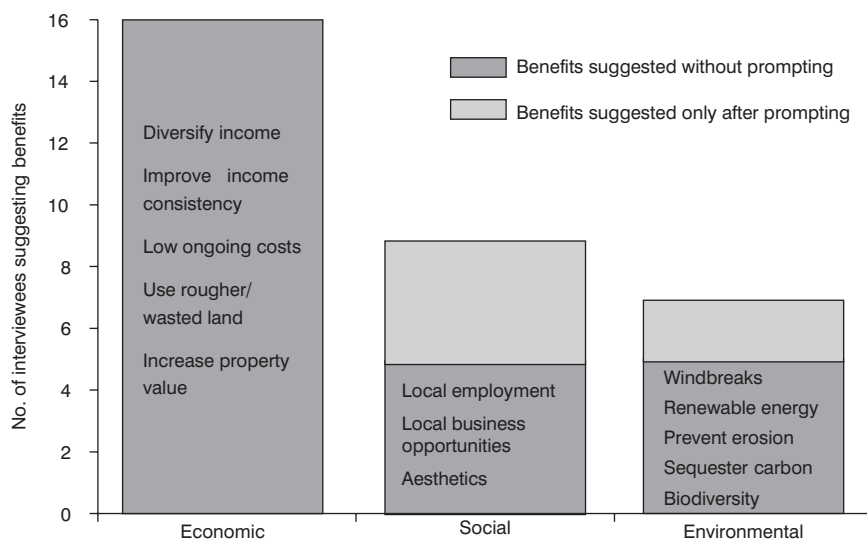 16
14
12
10
8
6
4
2
0
No. of interviewees suggesting benefits
Benefits suggested without prompting
Benefits suggested only after prompting
Diversify income
Improve income
consistency
Low ongoing costs
Use rougher/
wasted land
Increase property
value
Local employment
Local business
opportunities
Aesthetics
Windbreaks
Renewable energy
Prevent erosion
Sequester carbon
Biodiversity
Economic
Social
Environmental